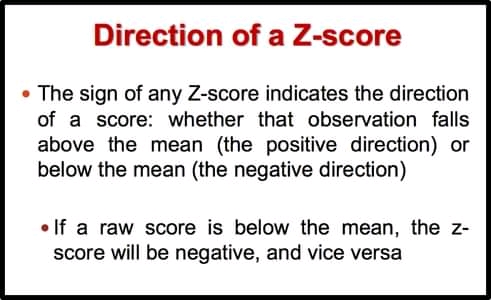 Direction of a Z-score
• The sign of any Z-score indicates the direction
of a score: whether that observation falls
above the mean (the positive direction) or
below the mean (the negative direction)
• If a raw score is below the mean, the z-
score will be negative, and vice versa